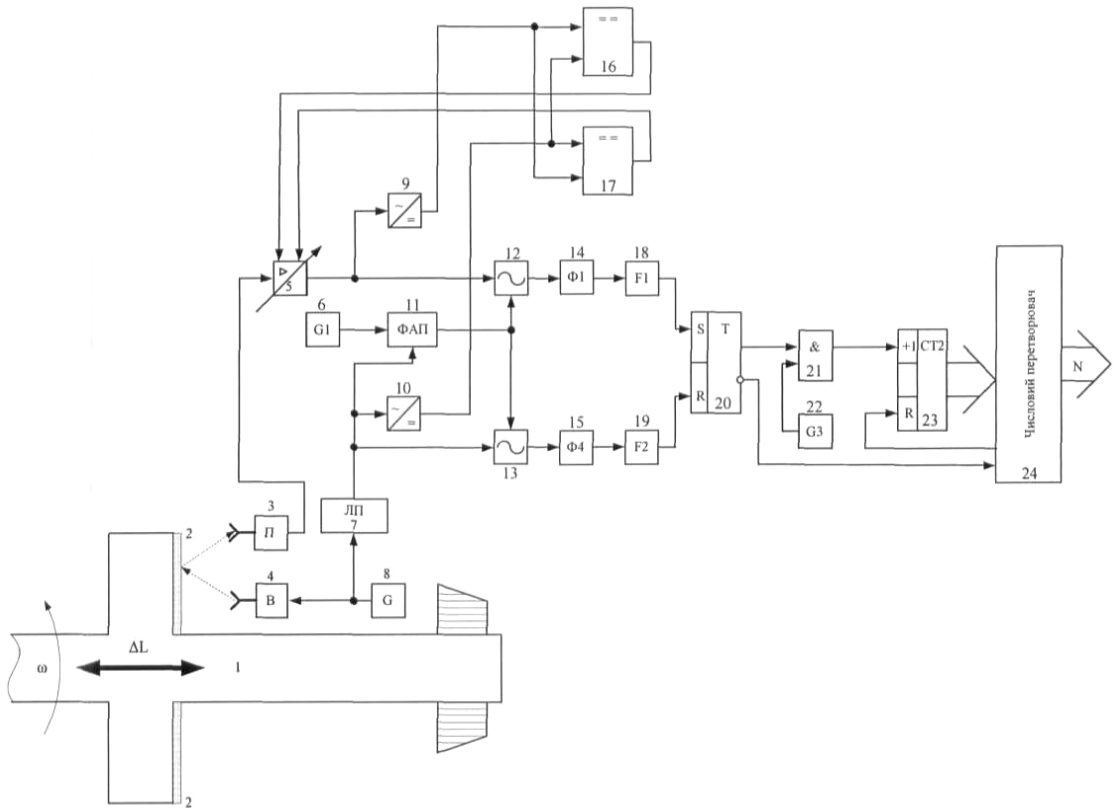 = =
16
= =
17
9
~
=
12
14
18
▷
5
6
11
Ф1
F1
G1
ФАП
S
T
R
20
&
21
+1
CT2
R
23
22
G3
Числовий перетворювач
24
N
10
~
=
15
19
Ф4
F2
13
ЛП
7
3
П
2
4
В
8
G
ΔL
ω
1
2